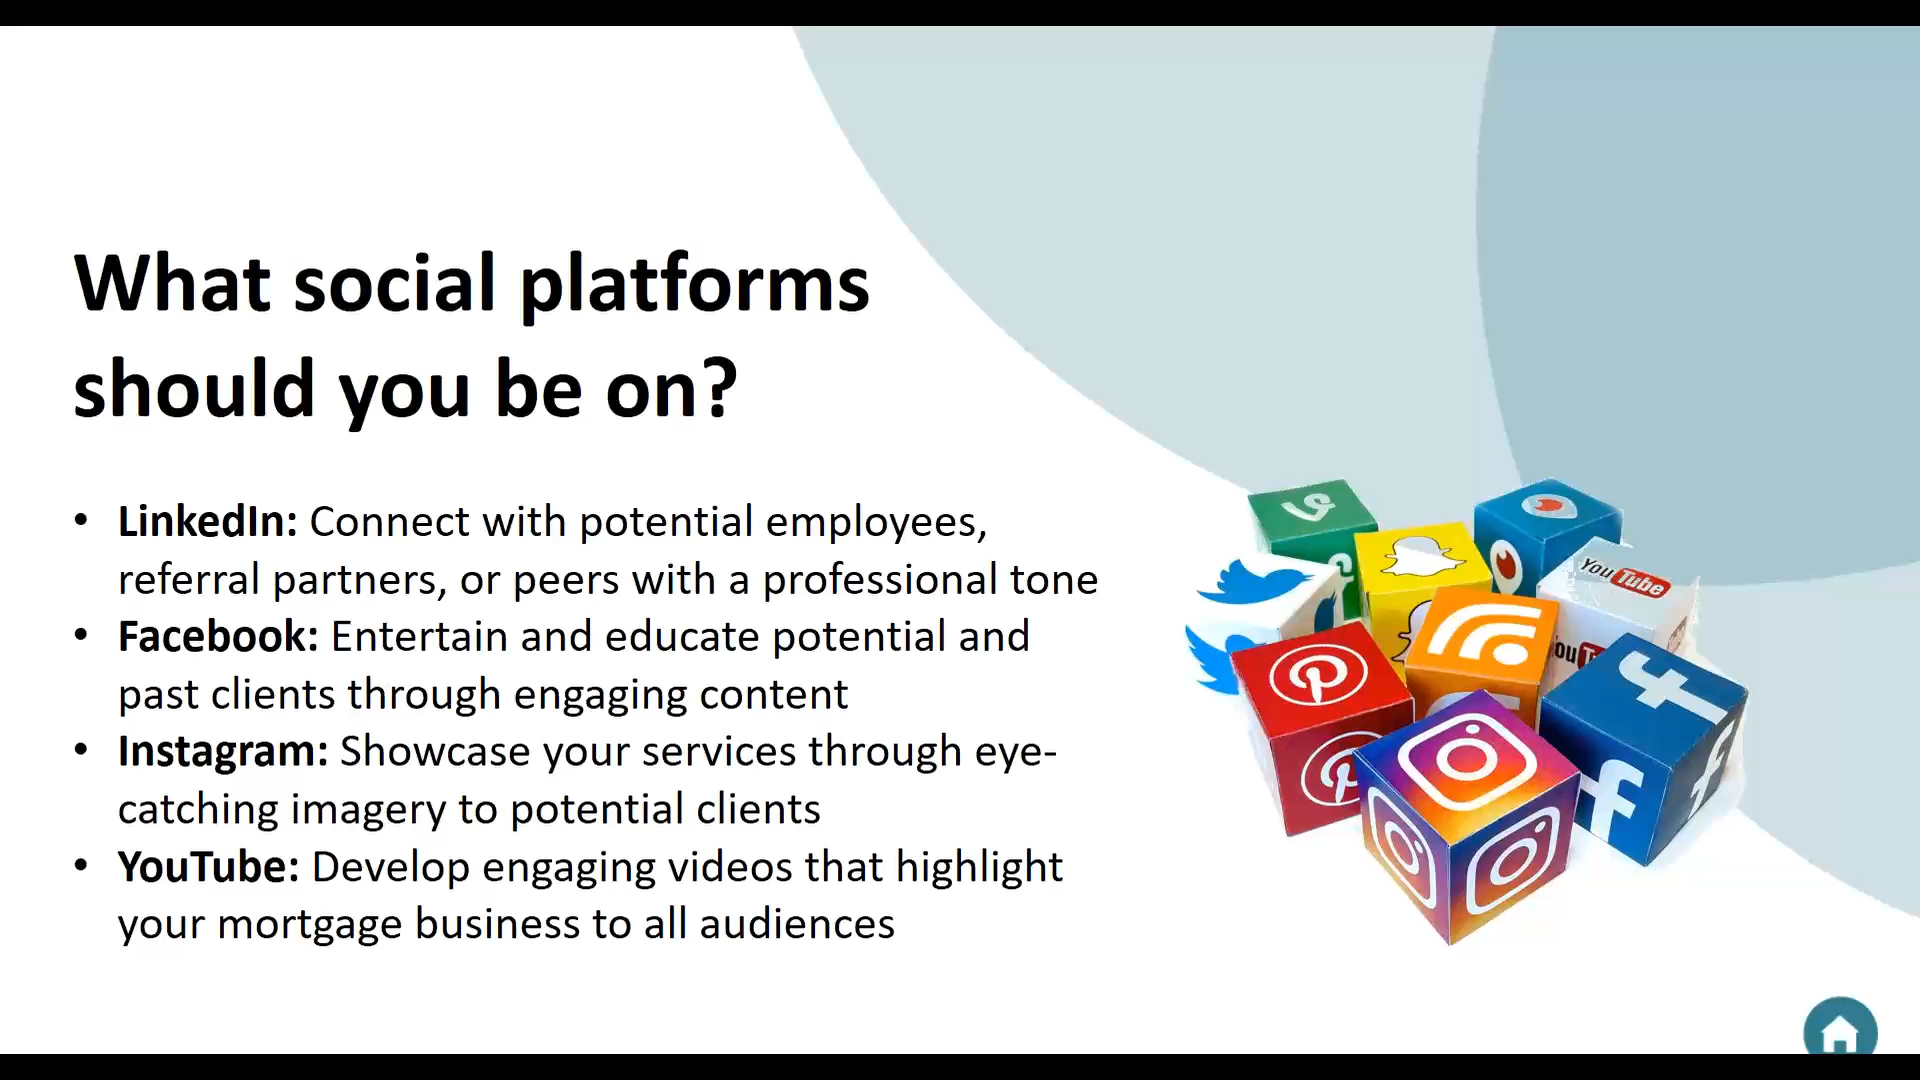 What social platforms
should you be on?
• LinkedIn: Connect with potential employees,
referral partners, or peers with a professional tone
• Facebook: Entertain and educate potential and
past clients through engaging content
• Instagram: Showcase your services through eye-
catching imagery to potential clients
• YouTube: Develop engaging videos that highlight
your mortgage business to all audiences
YouTube